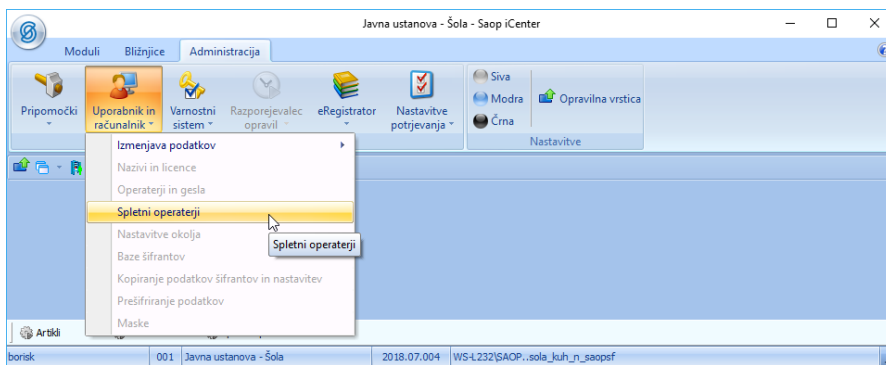 Javna ustanova - Šola - Saop iCenter
Moduli Bližnjice Administracija
Pripomočki
Uporabnik in računalnik
Varnostni sistem
Razporejevalec opravil
eRegistrator
Nastavitve potrjevanja
Siva
Modra
Črna
Opravilna vrstica
Nastavitve
Izmenjava podatkov
Nazivi in licence
Operaterji in gesla
Spletni operaterji
Nastavitve okolja
Spletni operaterji
Baze šifrantov
Kopiranje podatkov šifrantov in nastavitev
Prešifriranje podatkov
Maske
Artikli
borisk 001 Javna ustanova - Šola 2018.07.004 WS-L232\SAOP..sola_kuh_n_saopsf